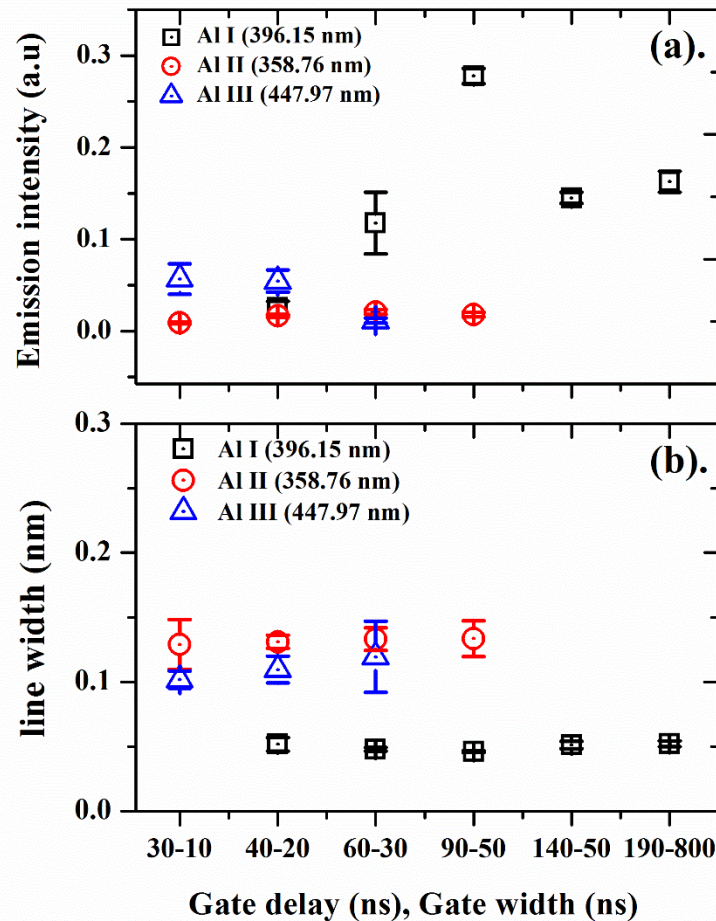 0.3
0.2
0.1
0.0
Emission intensity (a.u)
Al I (396.15 nm)
Al II (358.76 nm)
Al III (447.97 nm)
(a).
0.3
0.2
0.1
0.0
line width (nm)
Al I (396.15 nm)
Al II (358.76 nm)
Al III (447.97 nm)
(b).
30-10 40-20 60-30 90-50 140-50 190-800
Gate delay (ns), Gate width (ns)